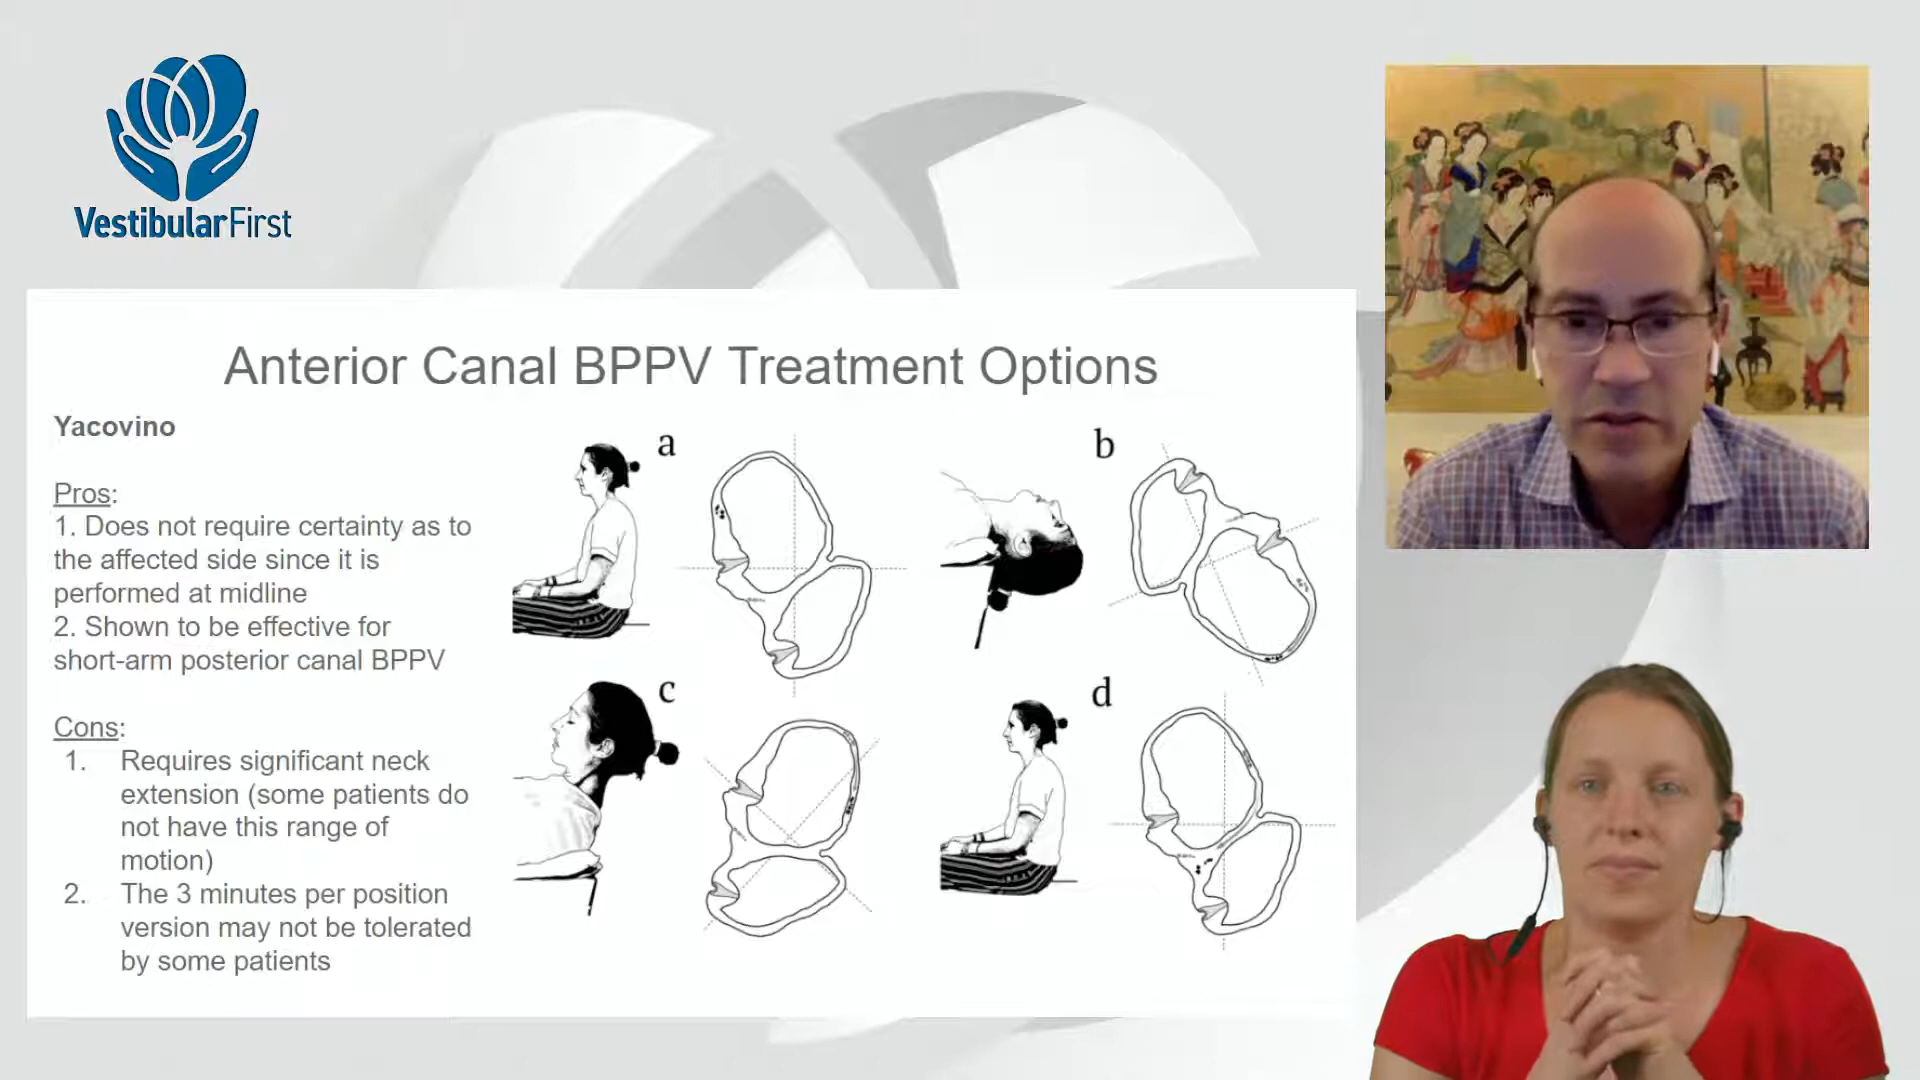 VestibularFirst
Anterior Canal BPPV Treatment Options
Yacovino
Pros:
1. Does not require certainty as to
the affected side since it is
performed at midline
2. Shown to be effective for
short-arm posterior canal BPPV
Cons:
1. Requires significant neck
extension (some patients do
not have this range of
motion)
2. The 3 minutes per position
version may not be tolerated
by some patients
a
b
c
d